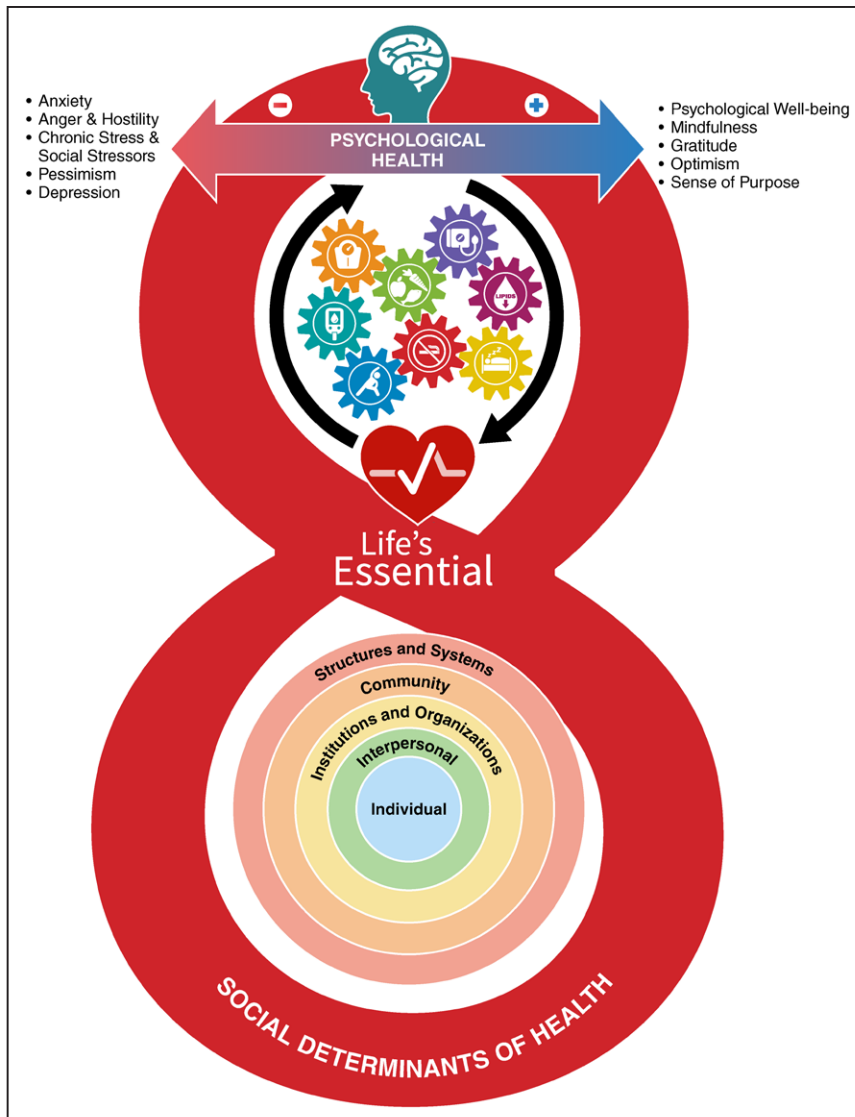 • Anxiety
• Anger & Hostility
• Chronic Stress &
Social Stressors
• Pessimism
• Depression
PSYCHOLOGICAL
HEALTH
• Psychological Well-being
• Mindfulness
• Gratitude
• Optimism
• Sense of Purpose
LIPIDS
Life's
Essential
Structures and Systems
Community
Institutions and Organizations
Interpersonal
Individual
SOCIAL DETERMINANTS OF HEALTH